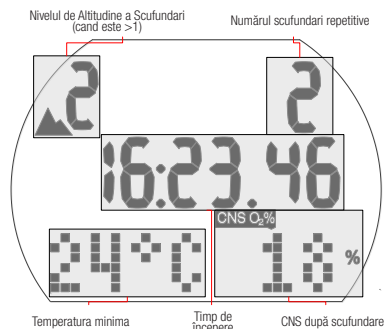 Nivelul de Altitudine a Scufundari
(cand este >1)
Numărul scufundari repetitive
2
2
16:23.46
CNS O₂%
24°C
18 %
Temperatura minima
Timp de
începere
CNS după scufundare